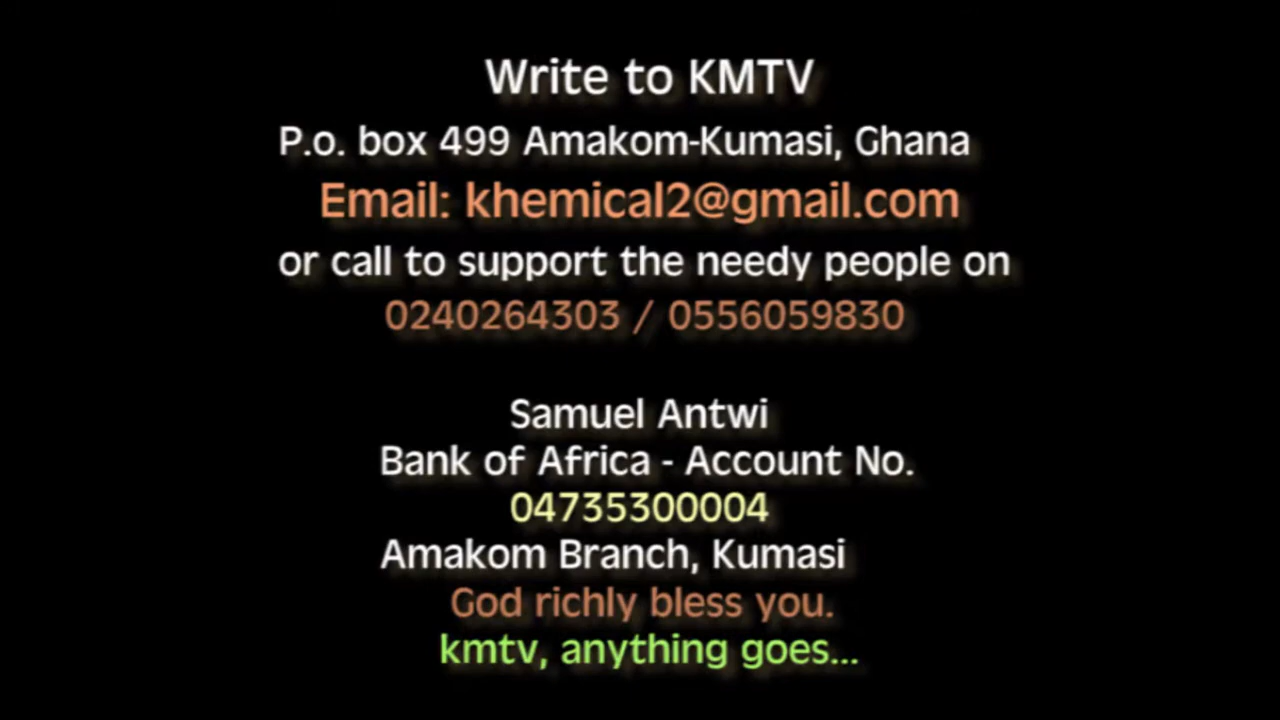 Write to KMTV
P.o. box 499 Amakom-Kumasi, Ghana
Email: khemical2@gmail.com
or call to support the needy people on
0240264303 / 0556059830
Samuel Antwi
Bank of Africa - Account No.
04735300004
Amakom Branch, Kumasi
God richly bless you.
kmtv, anything goes...